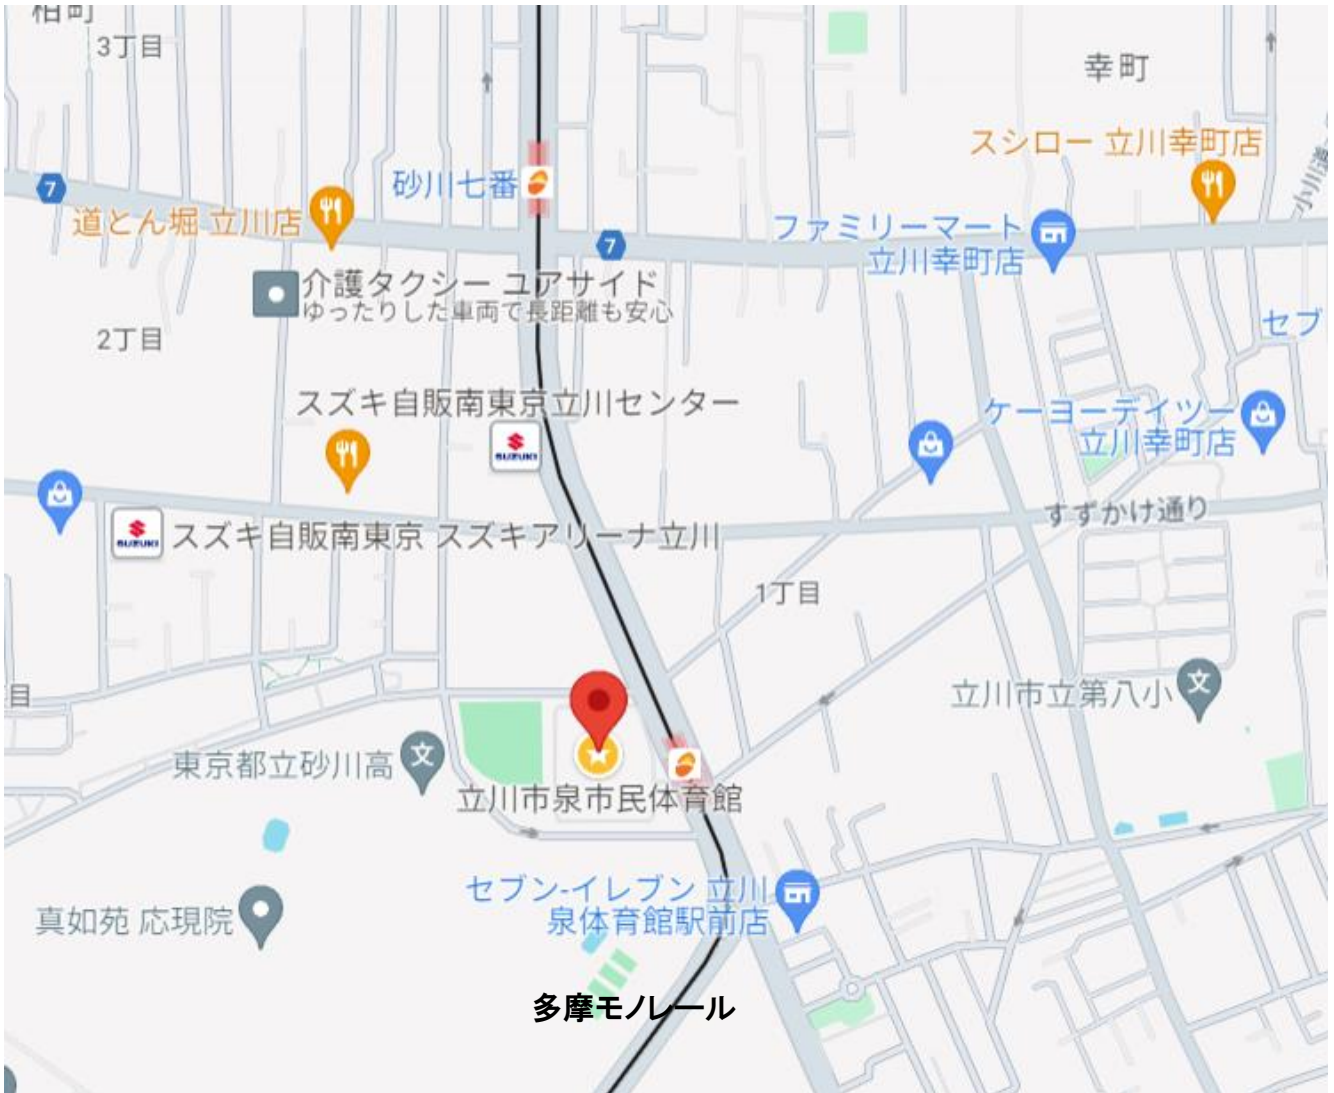 柏町
3丁目
幸町
スシロー 立川幸町店
小川道
7
砂川七番
道とん堀 立川店
7
ファミリーマート
立川幸町店
介護タクシー ユアサイド
ゆったりした車両で長距離も安心
2丁目
セブ
スズキ自販南東京立川センター
SUZUKI
ケーヨーデイツー
立川幸町店
すずかけ通り
SUZUKI
スズキ自販南東京 スズキアリーナ立川
1丁目
目
立川市立第八小
文
東京都立砂川高
文
立川市泉市民体育館
セブン-イレブン 立川
泉体育館駅前店
真如苑 応現院
多摩モノレール